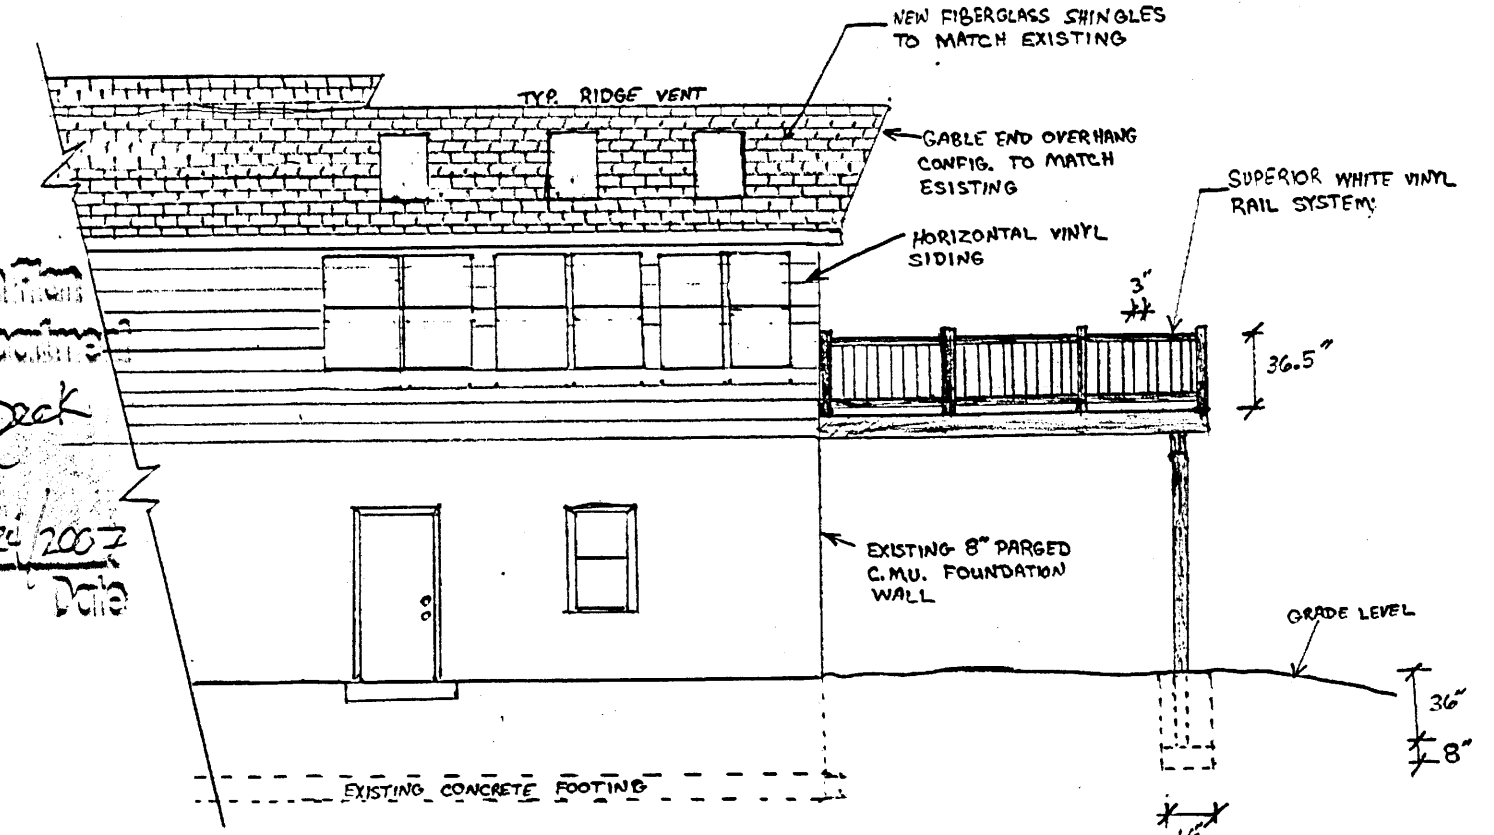 NEW FIBERGLASS SHINGLES
TO MATCH EXISTING
TYP. RIDGE VENT
GABLE END OVERHANG
CONFIG. TO MATCH
ESISTING
SUPERIOR WHITE VINYL
RAIL SYSTEM
HORIZONTAL VINYL
SIDING
3"
36.5"
Deck
2007
Date
EXISTING 8" PARGED
C.M.U. FOUNDATION
WALL
GRADE LEVEL
36"
8"
EXISTING CONCRETE FOOTING